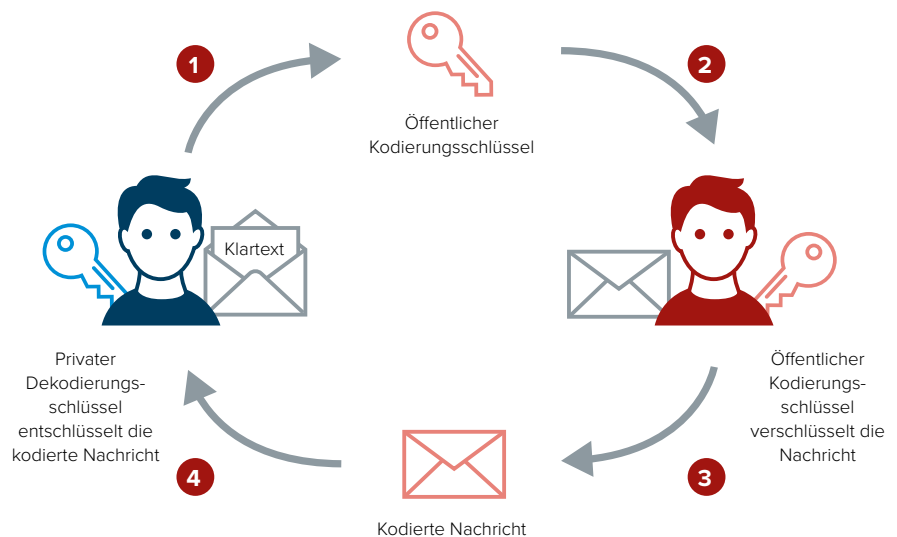 1
Öffentlicher
Kodierungsschlüssel
2
Klartext
Privater
Dekodierungs-
schlüssel
entschlüsselt die
kodierte Nachricht
Öffentlicher
Kodierungs-
schlüssel
verschlüsselt die
Nachricht
3
Kodierte Nachricht
4